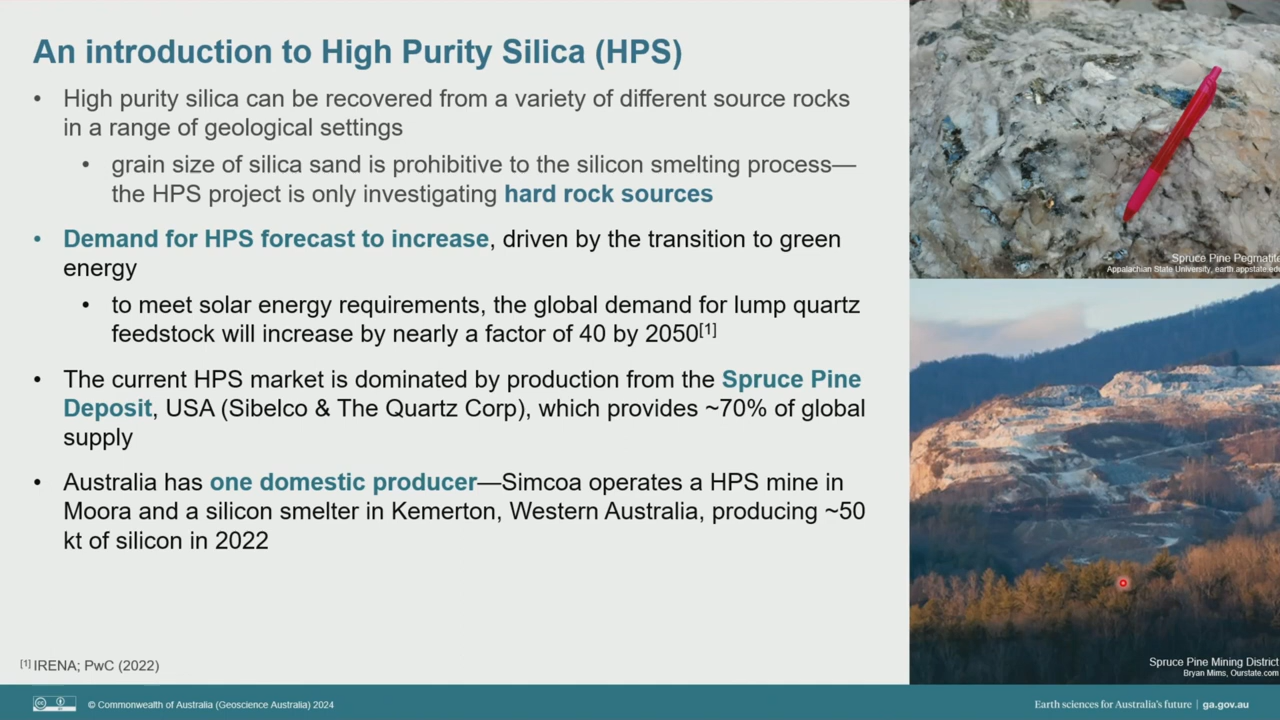 An introduction to High Purity Silica (HPS)
• High purity silica can be recovered from a variety of different source rocks
in a range of geological settings
• grain size of silica sand is prohibitive to the silicon smelting process—
the HPS project is only investigating hard rock sources
• Demand for HPS forecast to increase, driven by the transition to green
energy
• to meet solar energy requirements, the global demand for lump quartz
feedstock will increase by nearly a factor of 40 by 2050[1]
• The current HPS market is dominated by production from the Spruce Pine
Deposit, USA (Sibelco & The Quartz Corp), which provides ~70% of global
supply
• Australia has one domestic producer—Simcoa operates a HPS mine in
Moora and a silicon smelter in Kemerton, Western Australia, producing ~50
kt of silicon in 2022
[1] IRENA; PwC (2022)
Spruce Pine Pegmatite
Appalachian State University, earth.appstate.edu
Spruce Pine Mining District
Bryan Mims, Ourstate.com
© Commonwealth of Australia (Geoscience Australia) 2024
Earth sciences for Australia's future | ga.gov.au